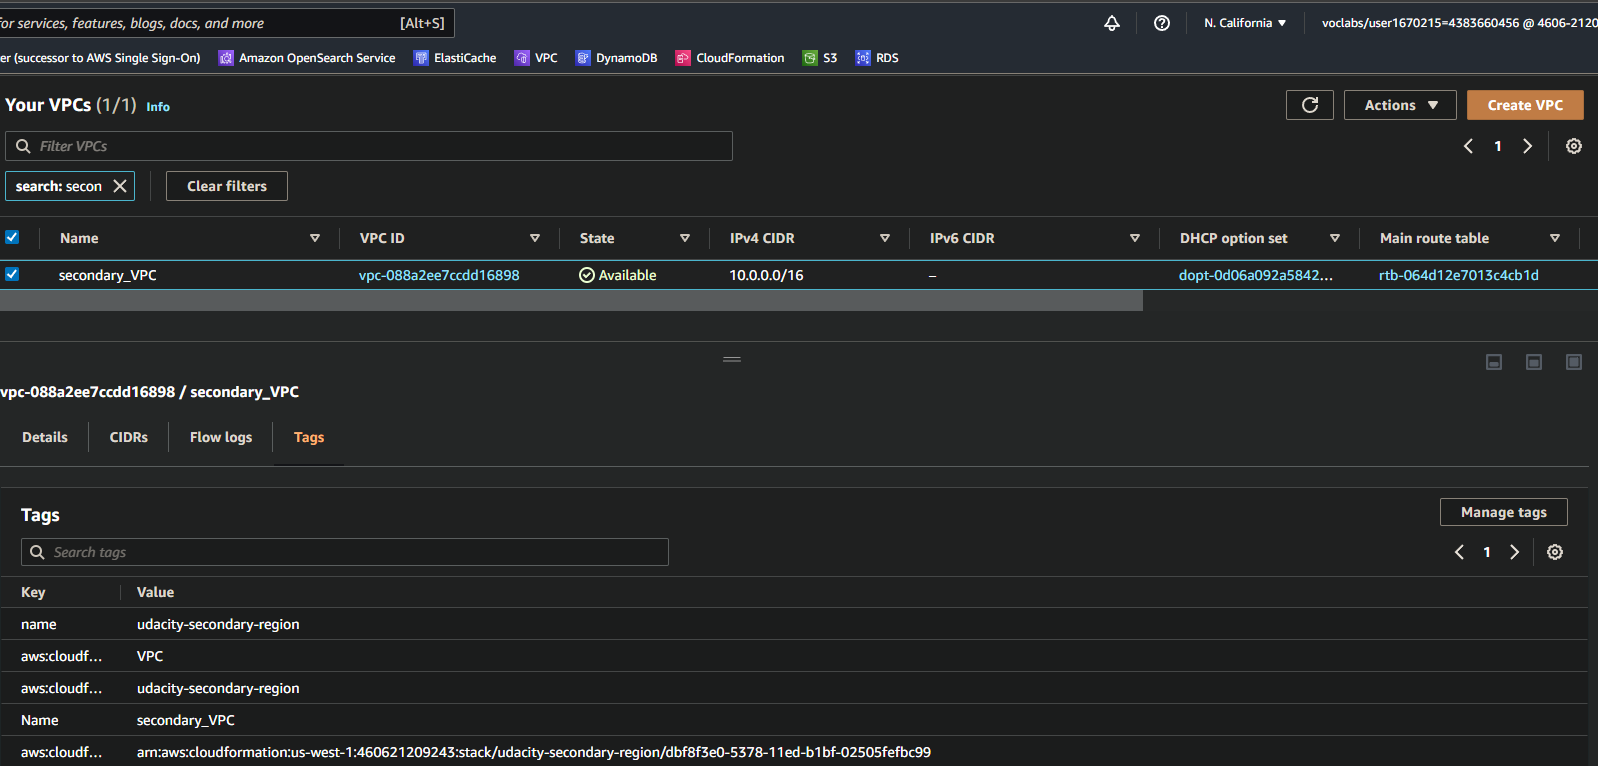 for services, features, blogs, docs, and more [Alt+S] N. California voclabs/user1670215=4383660456 @ 4606-2120
er (successor to AWS Single Sign-On) Amazon OpenSearch Service ElastiCache VPC DynamoDB CloudFormation S3 RDS
Your VPCs (1/1) Info Actions Create VPC
Filter VPCs 1
search: secon Clear filters
Name VPC ID State IPv4 CIDR IPv6 CIDR DHCP option set Main route table
secondary_VPC vpc-088a2ee7ccdd16898 Available 10.0.0.0/16 – dopt-0d06a092a5842... rtb-064d12e7013c4cb1d
vpc-088a2ee7ccdd16898 / secondary_VPC
Details CIDRs Flow logs Tags
Tags Manage tags
Search tags 1
Key Value
name udacity-secondary-region
aws:cloudf... VPC
aws:cloudf... udacity-secondary-region
Name secondary_VPC
aws:cloudf... arn:aws:cloudformation:us-west-1:460621209243:stack/udacity-secondary-region/dbf8f3e0-5378-11ed-b1bf-02505fefbc99